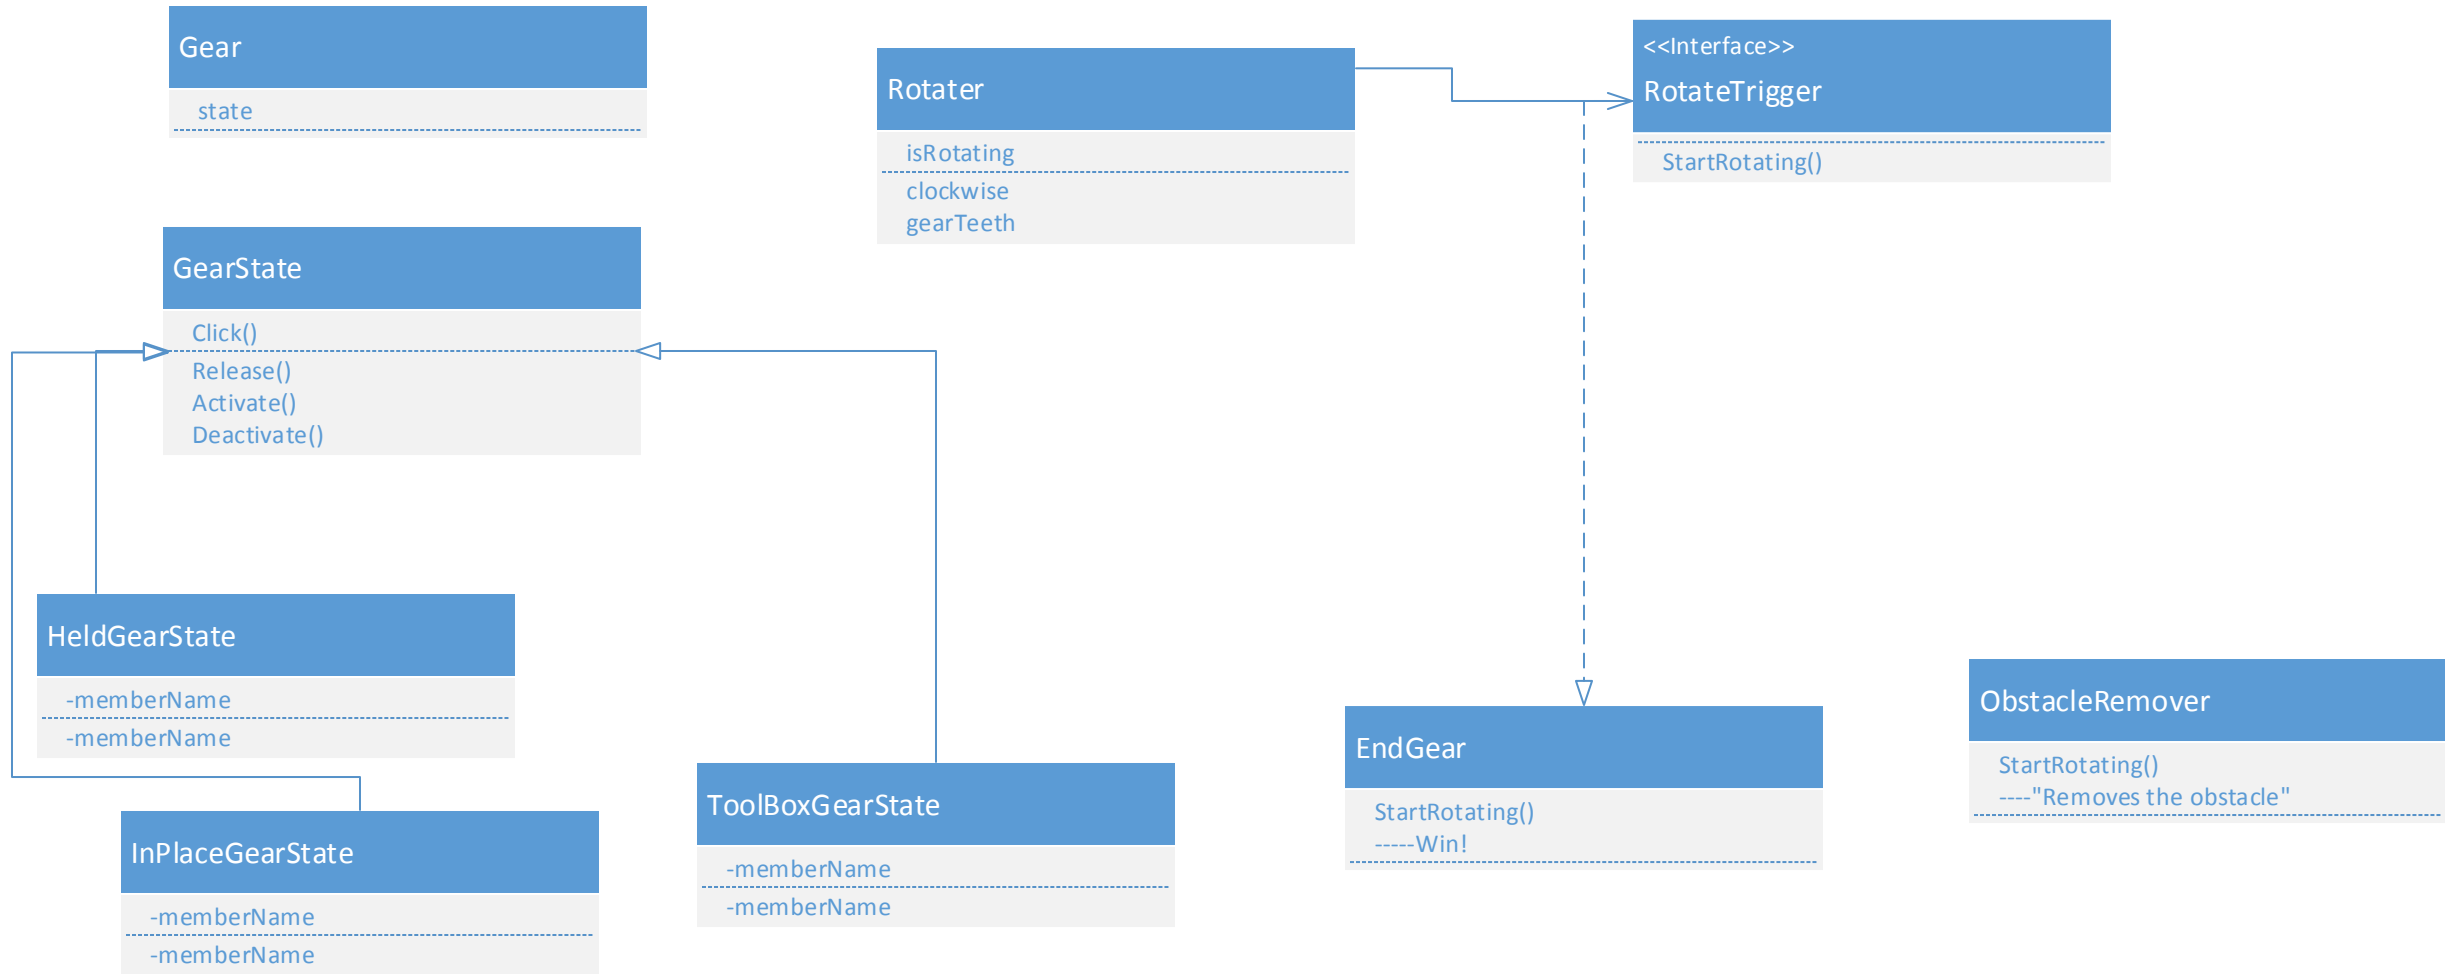 Gear
state
Rotater
isRotating
clockwise
gearTeeth
<<Interface>>
RotateTrigger
StartRotating()
GearState
Click()
Release()
Activate()
Deactivate()
HeldGearState
-memberName
-memberName
InPlaceGearState
-memberName
-memberName
ToolBoxGearState
-memberName
-memberName
EndGear
StartRotating()
-----Win!
ObstacleRemover
StartRotating()
----"Removes the obstacle"